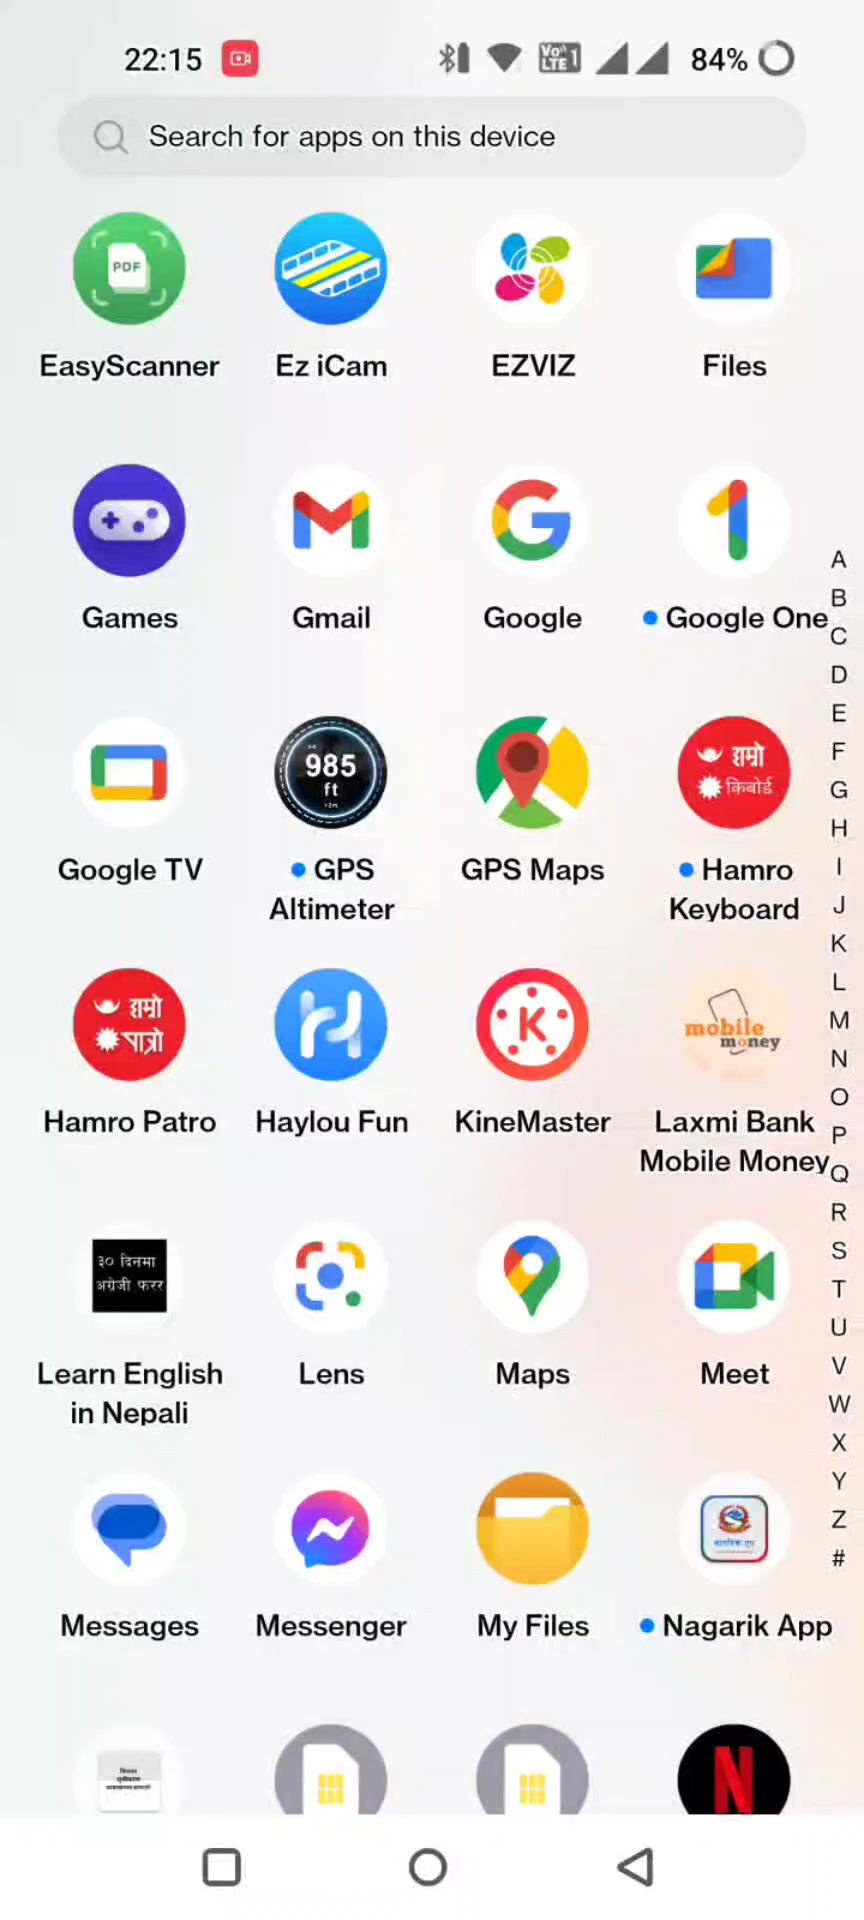 22:15
Vo LTE 1
84%
Search for apps on this device
PDF
EasyScanner
Ez iCam
EZVIZ
Files
Games
Gmail
Google
Google One
985
ft
हाम्रो
किबोर्ड
Google TV
GPS
Altimeter
GPS Maps
Hamro
Keyboard
हाम्रो
पात्रो
K
mobile
money
Hamro Patro
Haylou Fun
KineMaster
Laxmi Bank
Mobile Money
३० दिनमा
अंग्रेजी फरर
Learn English
in Nepali
Lens
Maps
Meet
Messages
Messenger
My Files
Nagarik App
N
A
B
C
D
E
F
G
H
I
J
K
L
M
N
O
P
Q
R
S
T
U
V
W
X
Y
Z
#